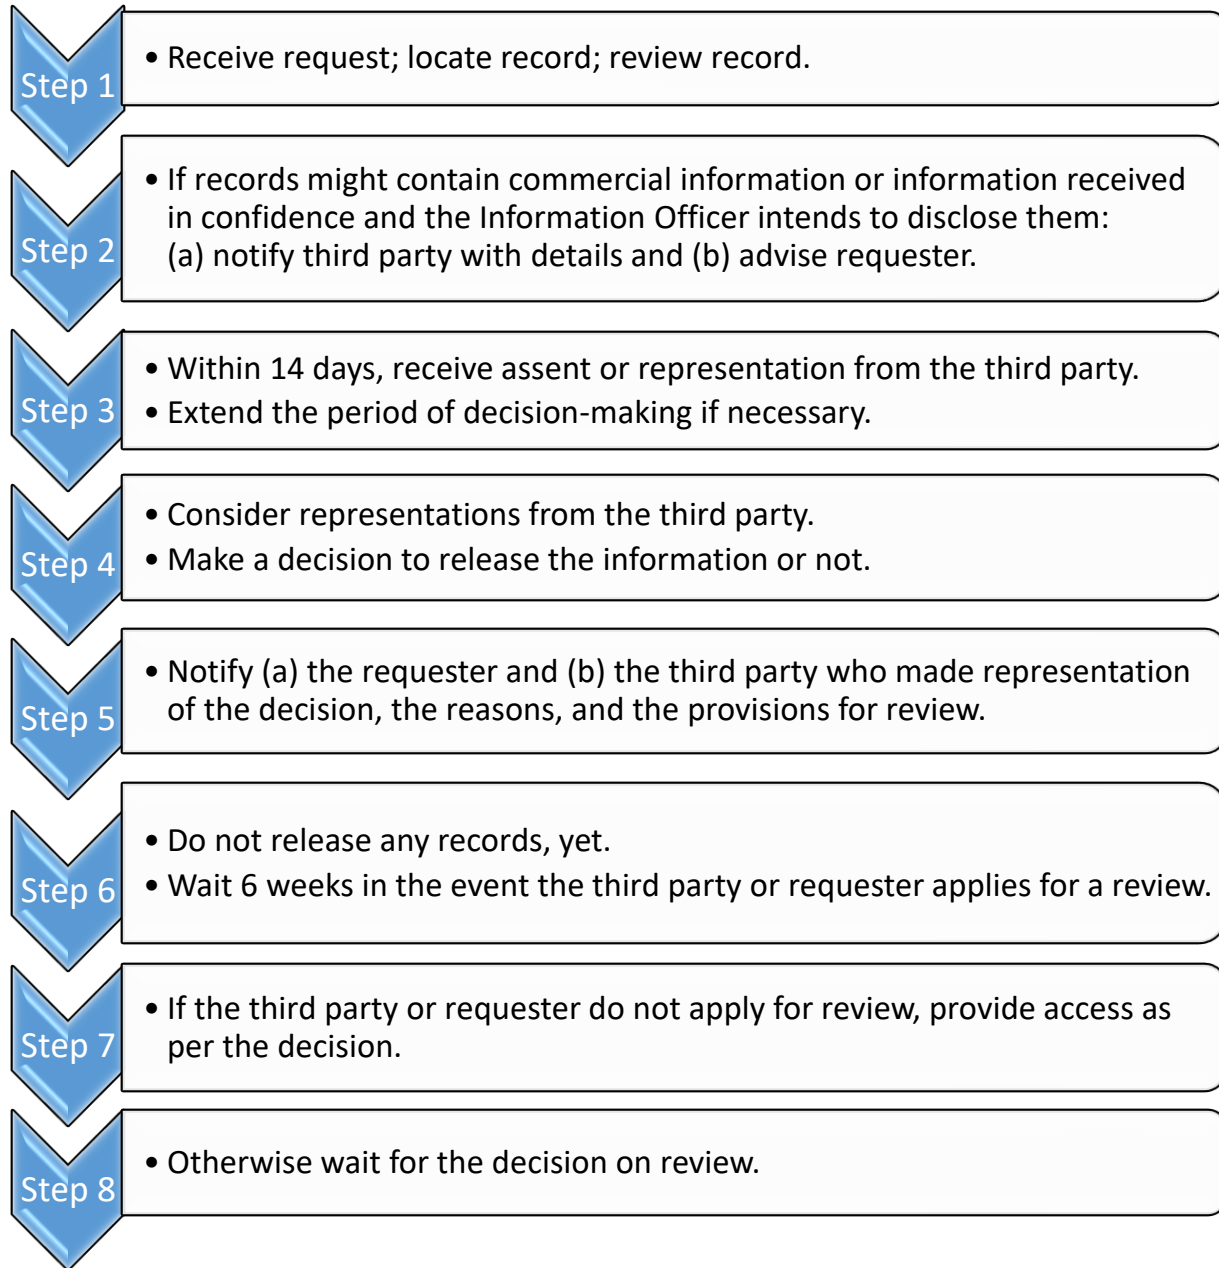 Step 1
• Receive request; locate record; review record.
Step 2
• If records might contain commercial information or information received
in confidence and the Information Officer intends to disclose them:
(a) notify third party with details and (b) advise requester.
Step 3
• Within 14 days, receive assent or representation from the third party.
• Extend the period of decision-making if necessary.
Step 4
• Consider representations from the third party.
• Make a decision to release the information or not.
Step 5
• Notify (a) the requester and (b) the third party who made representation
of the decision, the reasons, and the provisions for review.
Step 6
• Do not release any records, yet.
• Wait 6 weeks in the event the third party or requester applies for a review.
Step 7
• If the third party or requester do not apply for review, provide access as
per the decision.
Step 8
• Otherwise wait for the decision on review.